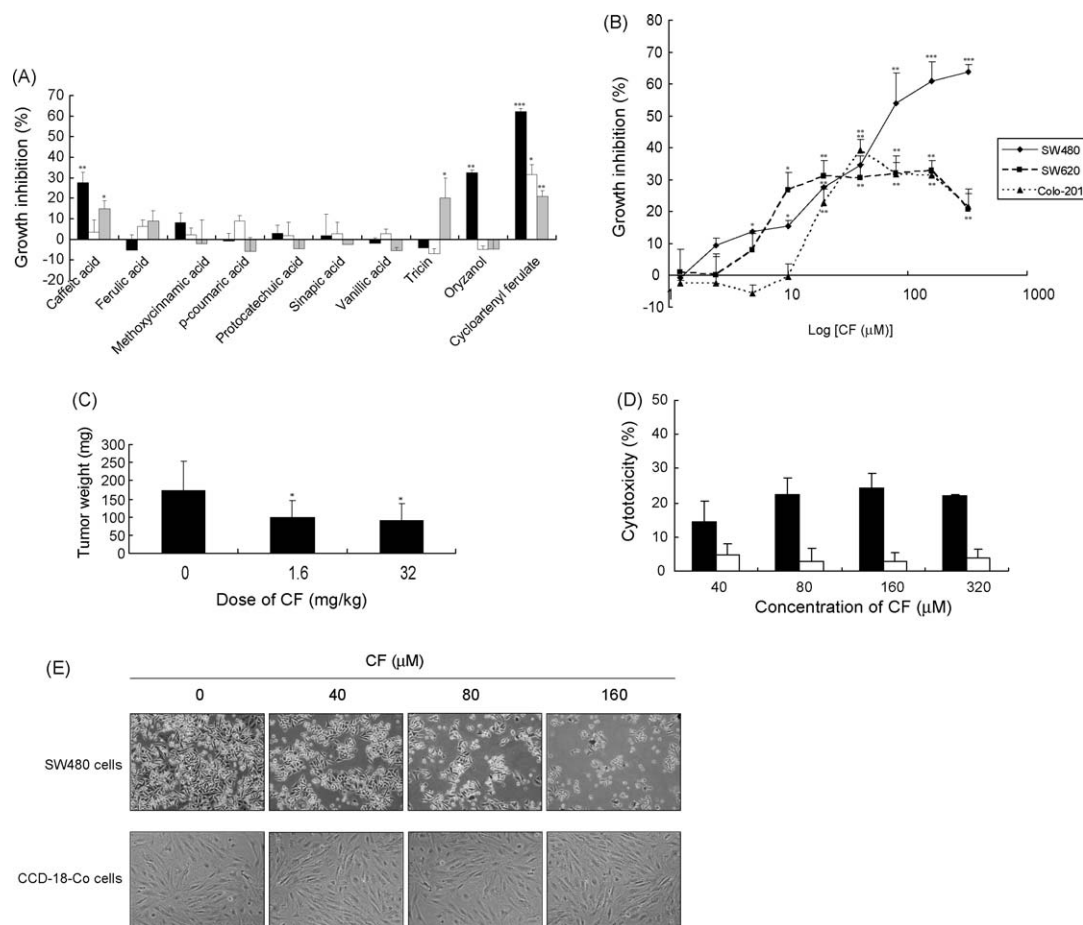 (A)
Growth inhibition (%)
70
60
50
40
30
20
10
0
-10
-20
** * * ** *** * **
Caffeic acid
Ferulic acid
Methoxycinnamic acid
p-coumaric acid
Protocatechuic acid
Sinapic acid
Vanillic acid
Tricin
Oryzanol
Cycloartenyl ferulate
(B)
Growth inhibition (%)
80
70
60
50
40
30
20
10
0
-10
1 10 100 1000
Log [CF (μM)]
SW480
SW620
Colo-201
(C)
Tumor weight (mg)
300
250
200
150
100
50
0
* *
0 1.6 32
Dose of CF (mg/kg)
(D)
Cytotoxicity (%)
50
40
30
20
10
0
40 80 160 320
Concentration of CF (μM)
(E)
CF (μM)
0 40 80 160
SW480 cells
CCD-18-Co cells